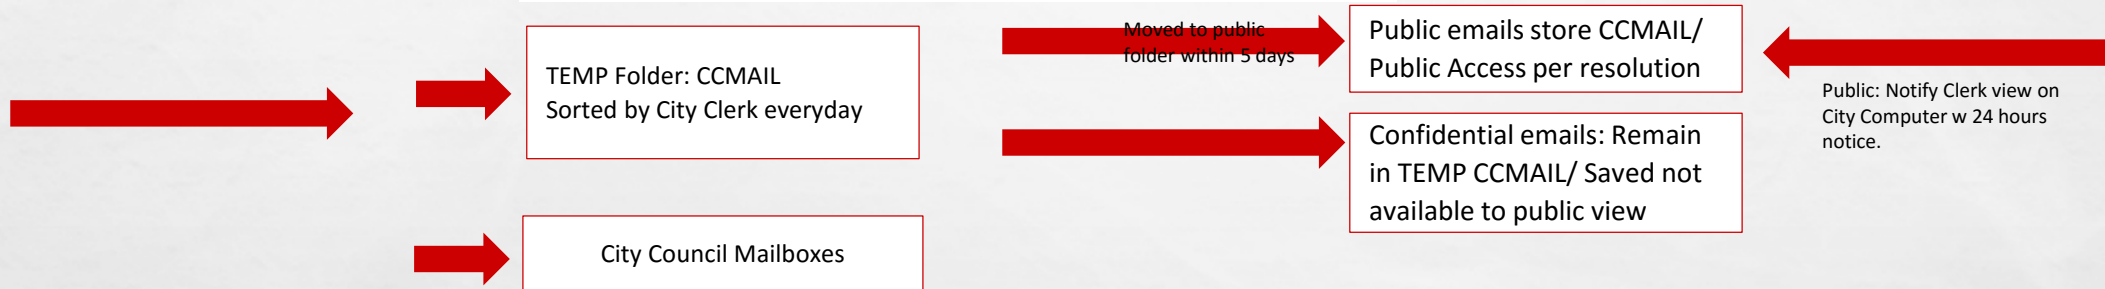 TEMP Folder: CCMAIL
Sorted by City Clerk everyday
City Council Mailboxes
Moved to public
folder within 5 days
Public emails store CCMAIL/
Public Access per resolution
Confidential emails: Remain
in TEMP CCMAIL/ Saved not
available to public view
Public: Notify Clerk view on
City Computer w 24 hours
notice.